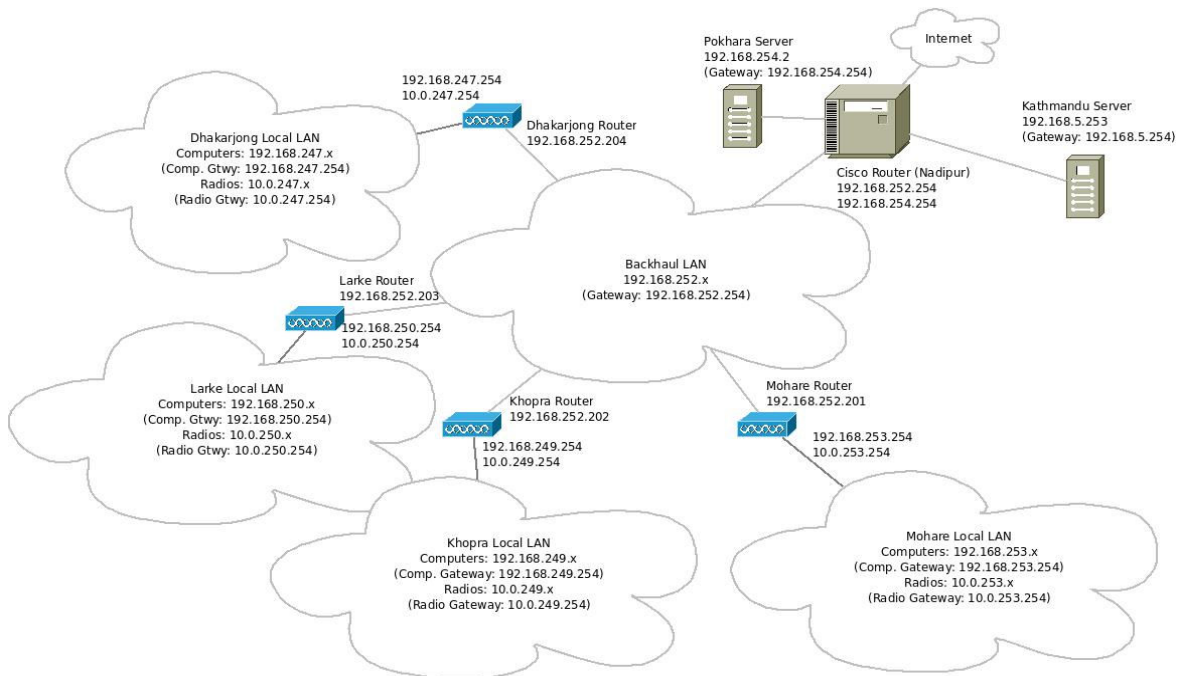 Internet
Pokhara Server
192.168.254.2
(Gateway: 192.168.254.254)
Kathmandu Server
192.168.5.253
(Gateway: 192.168.5.254)
Cisco Router (Nadipur)
192.168.252.254
192.168.254.254
192.168.247.254
10.0.247.254
Dhakarjong Router
192.168.252.204
Dhakarjong Local LAN
Computers: 192.168.247.x
(Comp. Gtwy: 192.168.247.254)
Radios: 10.0.247.x
(Radio Gtwy: 10.0.247.254)
Backhaul LAN
192.168.252.x
(Gateway: 192.168.252.254)
Larke Router
192.168.252.203
192.168.250.254
10.0.250.254
Larke Local LAN
Computers: 192.168.250.x
(Comp. Gtwy: 192.168.250.254)
Radios: 10.0.250.x
(Radio Gtwy: 10.0.250.254)
Khopra Router
192.168.252.202
192.168.249.254
10.0.249.254
Mohare Router
192.168.252.201
192.168.253.254
10.0.253.254
Khopra Local LAN
Computers: 192.168.249.x
(Comp. Gateway: 192.168.249.254)
Radios: 10.0.249.x
(Radio Gateway: 10.0.249.254)
Mohare Local LAN
Computers: 192.168.253.x
(Comp. Gateway: 192.168.253.254)
Radios: 10.0.253.x
(Radio Gateway: 10.0.253.254)